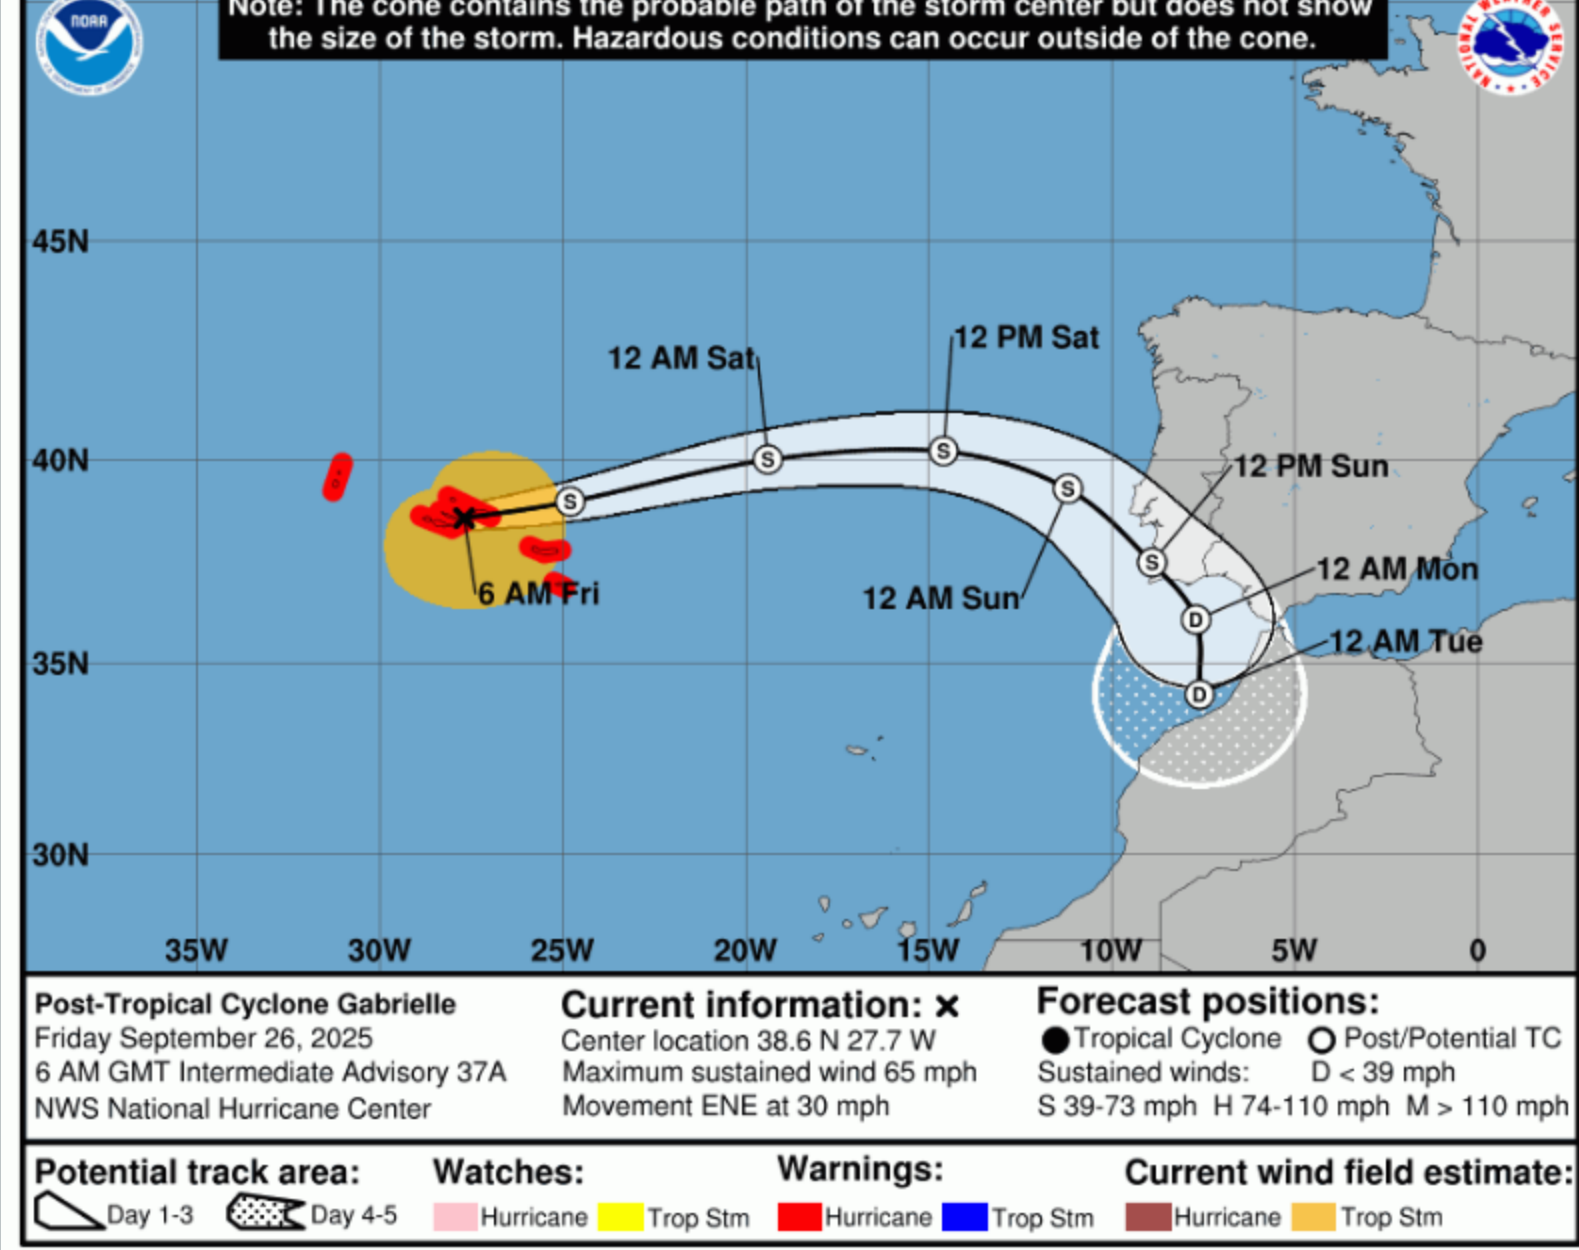 Note: The cone contains the probable path of the storm center but does not show
the size of the storm. Hazardous conditions can occur outside of the cone.
NOAA
NATIONAL WEATHER SERVICE
45N
40N
35N
30N
12 AM Sat
12 PM Sat
12 PM Sun
6 AM Fri
12 AM Sun
12 AM Mon
12 AM Tue
S
S
S
S
S
D
D
35W
30W
25W
20W
15W
10W
5W
0
Post-Tropical Cyclone Gabrielle
Friday September 26, 2025
6 AM GMT Intermediate Advisory 37A
NWS National Hurricane Center
Current information: ×
Center location 38.6 N 27.7 W
Maximum sustained wind 65 mph
Movement ENE at 30 mph
Forecast positions:
Tropical Cyclone Post/Potential TC
Sustained winds: D < 39 mph
S 39-73 mph H 74-110 mph M > 110 mph
Potential track area:
Day 1-3 Day 4-5
Watches:
Hurricane Trop Stm
Warnings:
Hurricane Trop Stm
Current wind field estimate:
Hurricane Trop Stm